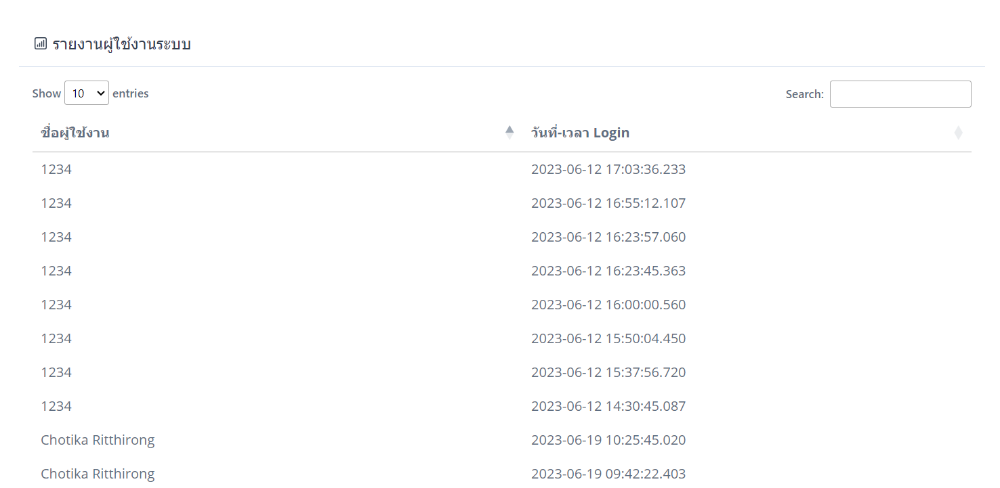 รายงานผู้ใช้งานระบบ
Show 10 entries Search:
ชื่อผู้ใช้งาน วันที่-เวลา Login
1234 2023-06-12 17:03:36.233
1234 2023-06-12 16:55:12.107
1234 2023-06-12 16:23:57.060
1234 2023-06-12 16:23:45.363
1234 2023-06-12 16:00:00.560
1234 2023-06-12 15:50:04.450
1234 2023-06-12 15:37:56.720
1234 2023-06-12 14:30:45.087
Chotika Ritthirong 2023-06-19 10:25:45.020
Chotika Ritthirong 2023-06-19 09:42:22.403